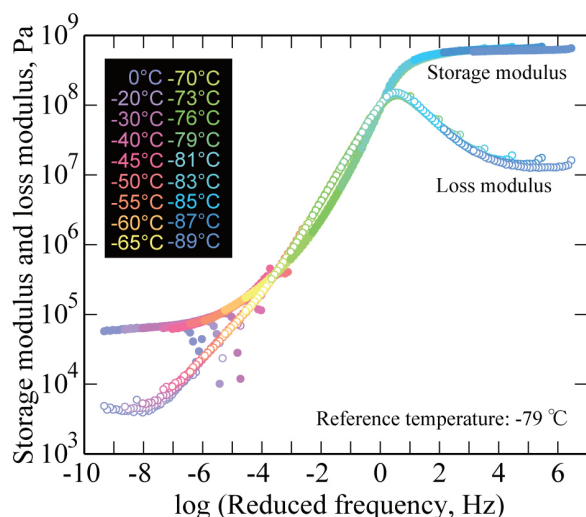 Storage modulus and loss modulus, Pa
10⁹
10⁸
10⁷
10⁶
10⁵
10⁴
10³
0°C -70°C
-20°C -73°C
-30°C -76°C
-40°C -79°C
-45°C -81°C
-50°C -83°C
-55°C -85°C
-60°C -87°C
-65°C -89°C
Storage modulus
Loss modulus
Reference temperature: -79 ℃
-10 -8 -6 -4 -2 0 2 4 6
log (Reduced frequency, Hz)